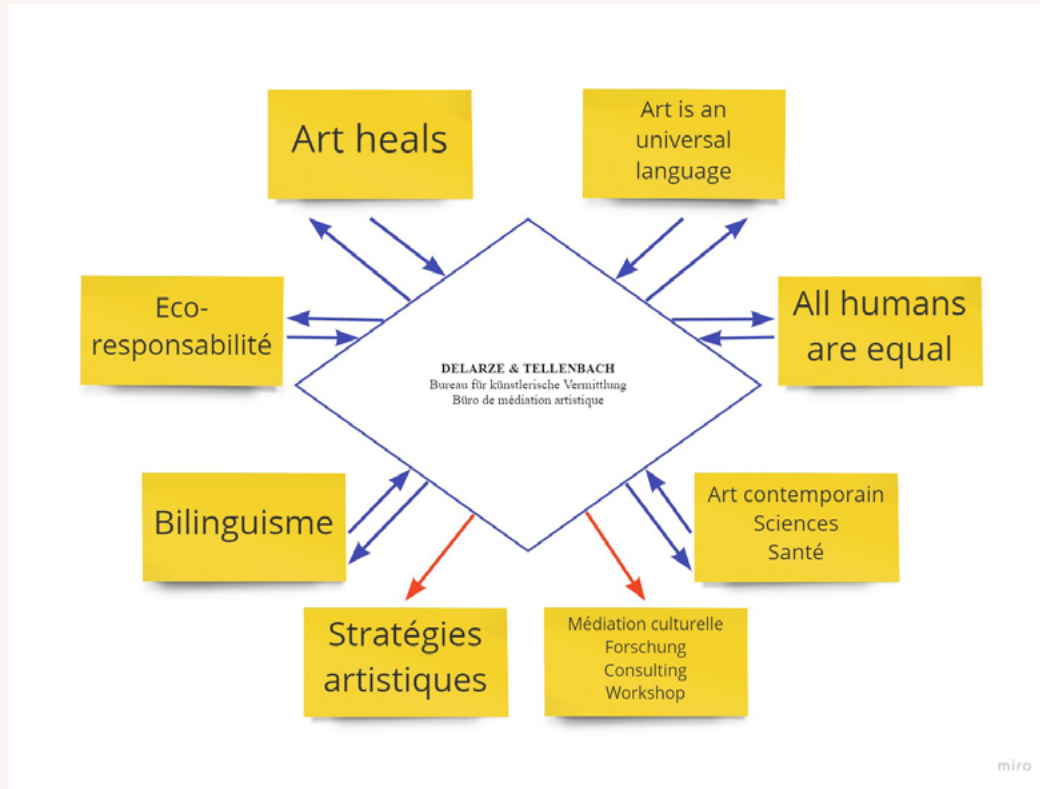 Art heals
Art is an
universal
language
Eco-
responsabilité
All humans
are equal
DELARZE & TELLENBACH
Bureau für künstlerische Vermittlung
Büro de médiation artistique
Bilinguisme
Art contemporain
Sciences
Santé
Stratégies
artistiques
Médiation culturelle
Forschung
Consulting
Workshop
miro